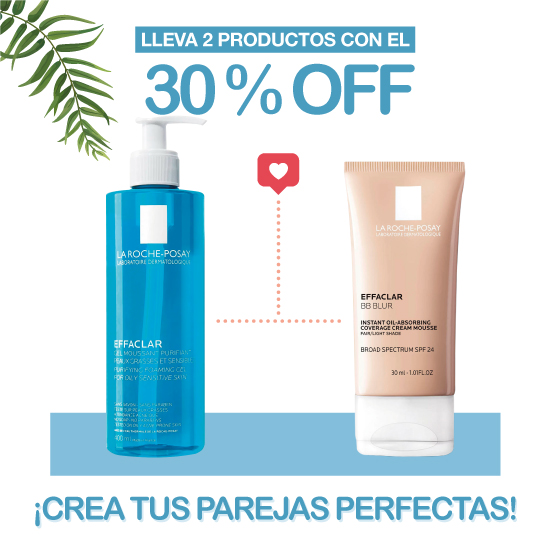 LLEVA 2 PRODUCTOS CON EL
30 % OFF
LA ROCHE-POSAY
LABORATOIRE DERMATOLOGIQUE
EFFACLAR
GEL MOUSSANT PURIFIANT
PEAUX GRASSES ET SENSIBLES
PURIFYING FOAMING GEL
FOR OILY SENSITIVE SKIN
LA ROCHE-POSAY
LABORATOIRE DERMATOLOGIQUE
EFFACLAR
BB BLUR
INSTANT OIL-ABSORBING
COVERAGE CREAM MOUSSE
FAIR/LIGHT SHADE
BROAD SPECTRUM SPF 24
30 ml / 1.01FL.OZ
¡CREA TUS PAREJAS PERFECTAS!